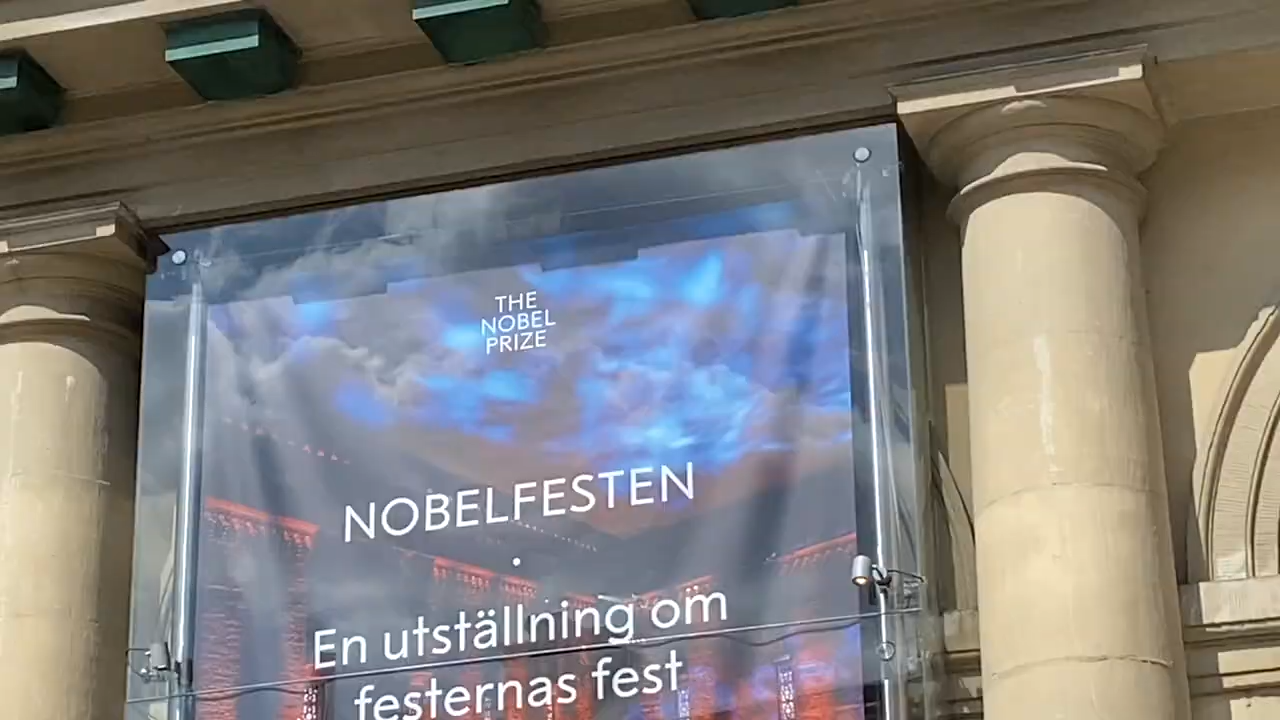 THE
NOBEL
PRIZE
NOBELFESTEN
En utställning om
festernas fest